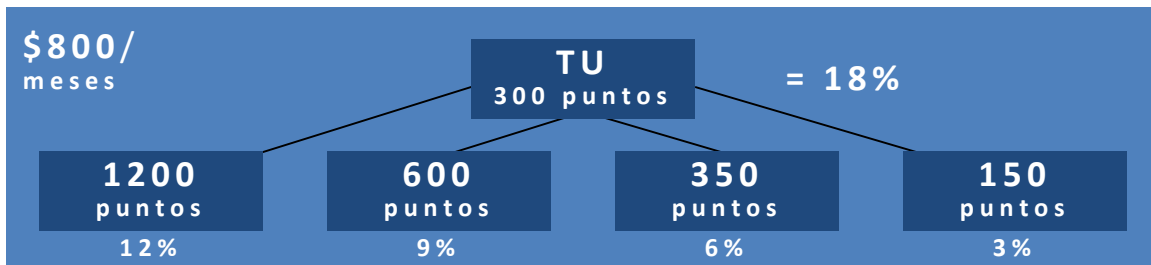 $800/
meses
TU
300 puntos
= 18%
1200
puntos
600
puntos
350
puntos
150
puntos
12%
9%
6%
3%